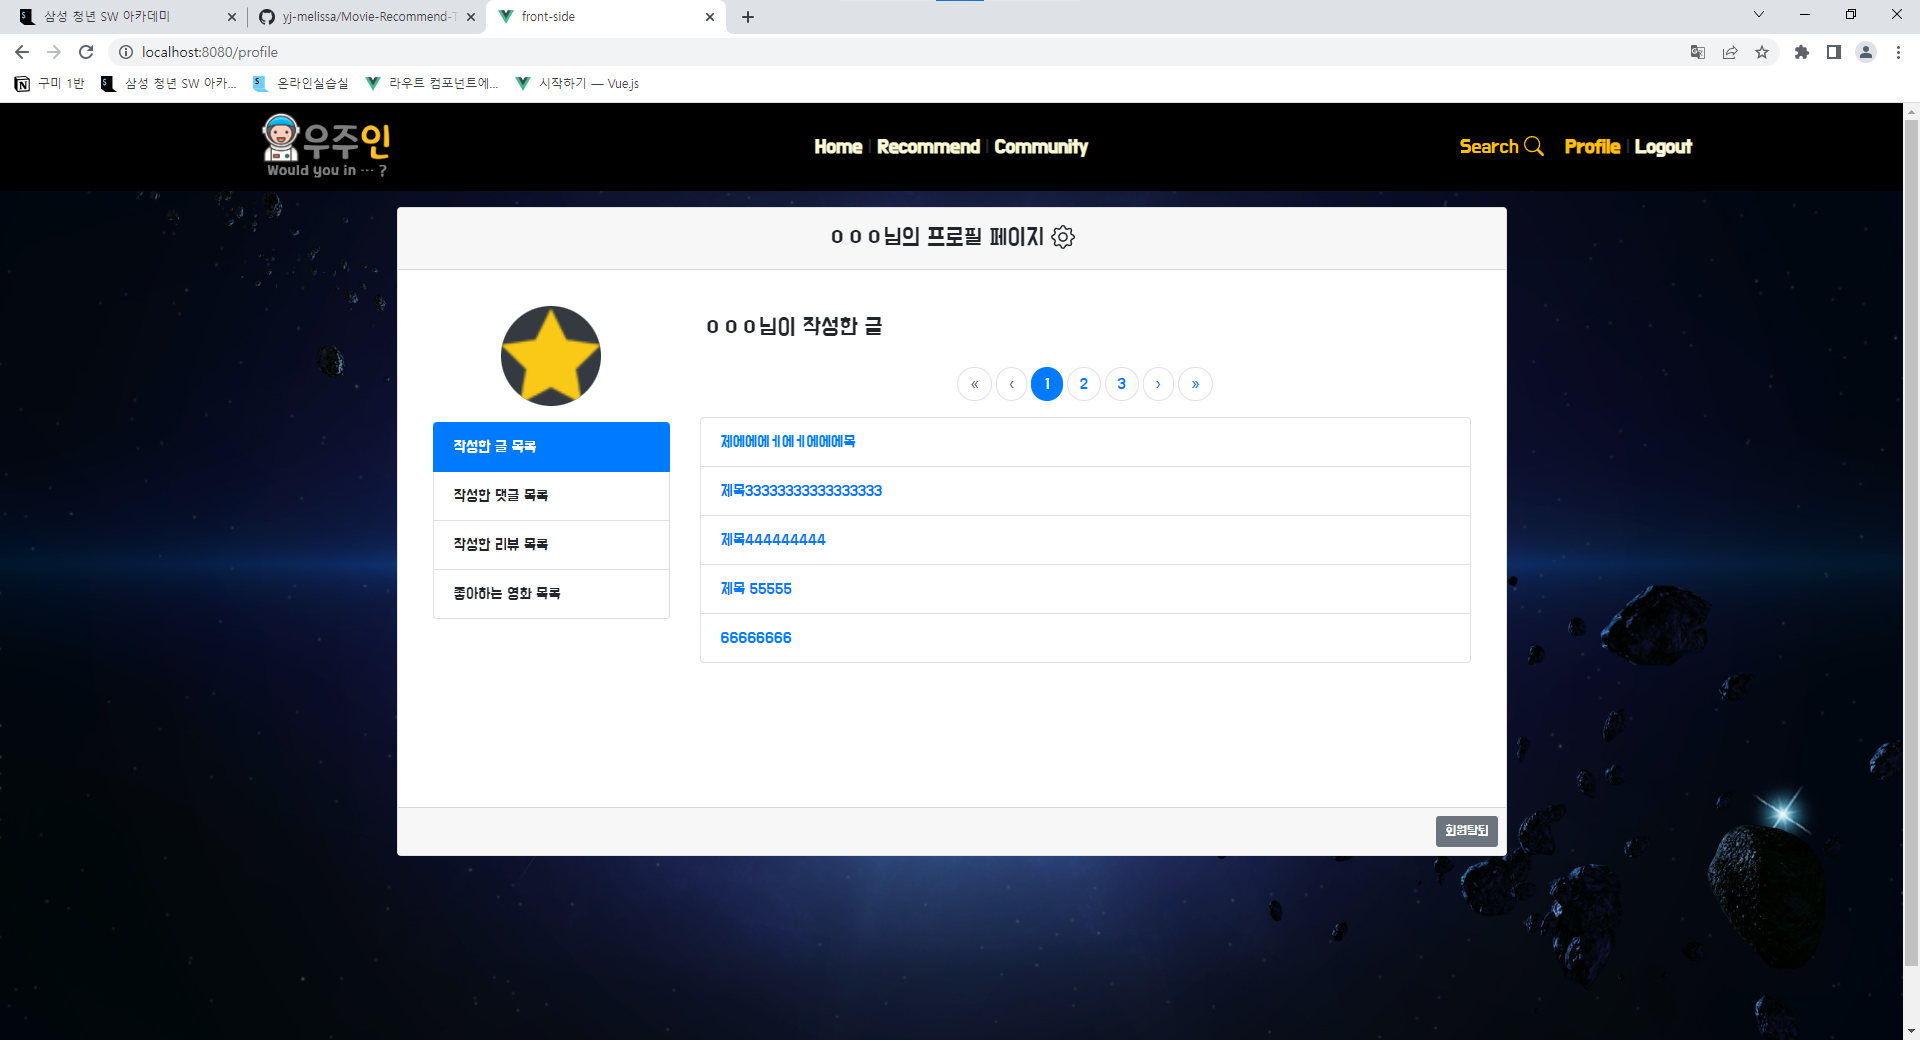 삼성 청년 SW 아카데미
yj-melissa/Movie-Recommend-T
front-side
localhost:8080/profile
구미 1반
삼성 청년 SW 아카...
온라인실습실
라우트 컴포넌트에...
시작하기 — Vue.js
우주인
Would you in ··· ?
Home | Recommend | Community
Search
Profile | Logout
ㅇㅇㅇ님의 프로필 페이지
ㅇㅇㅇ님이 작성한 글
« ‹ 1 2 3 › »
작성한 글 목록
작성한 댓글 목록
작성한 리뷰 목록
좋아하는 영화 목록
제에에에ㅔ에ㅔ에에에목
제목33333333333333333
제목444444444
제목 55555
66666666
회원탈퇴